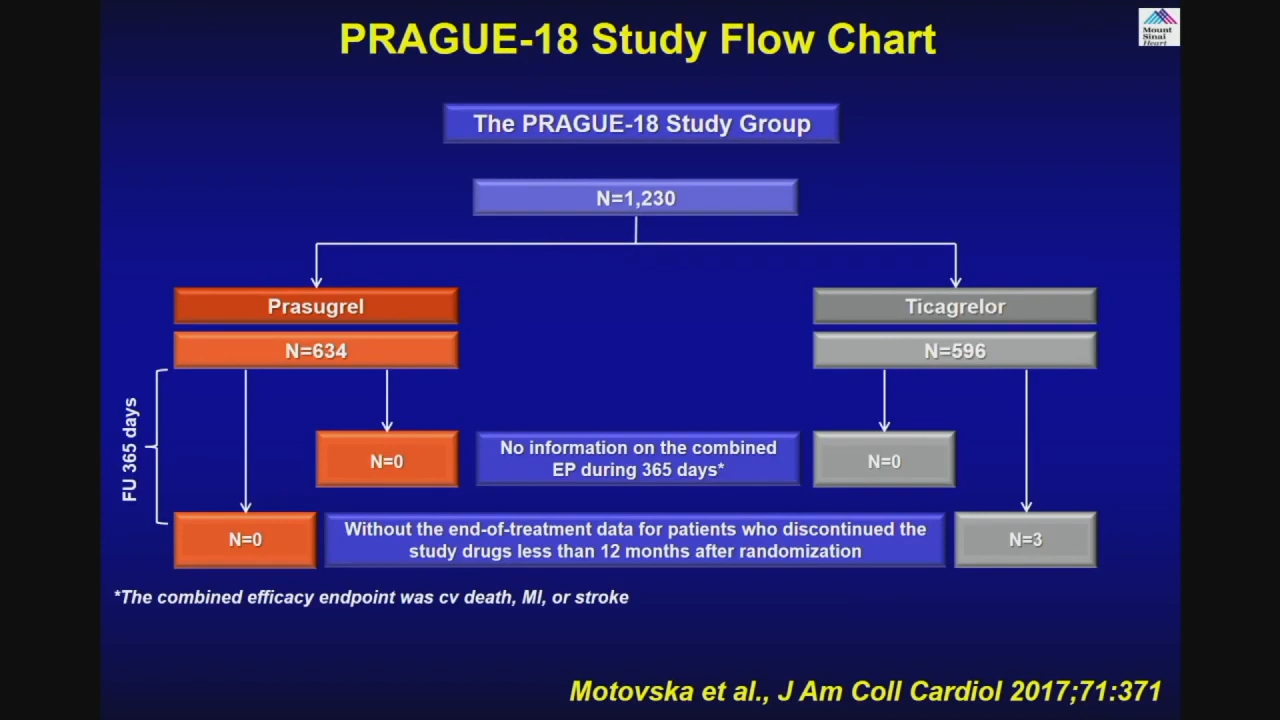 PRAGUE-18 Study Flow Chart
Mount
Sinai
Heart
The PRAGUE-18 Study Group
N=1,230
Prasugrel
Ticagrelor
N=634
N=596
FU 365 days
N=0
No information on the combined
EP during 365 days*
N=0
N=0
Without the end-of-treatment data for patients who discontinued the
study drugs less than 12 months after randomization
N=3
*The combined efficacy endpoint was cv death, MI, or stroke
Motovska et al., J Am Coll Cardiol 2017;71:371